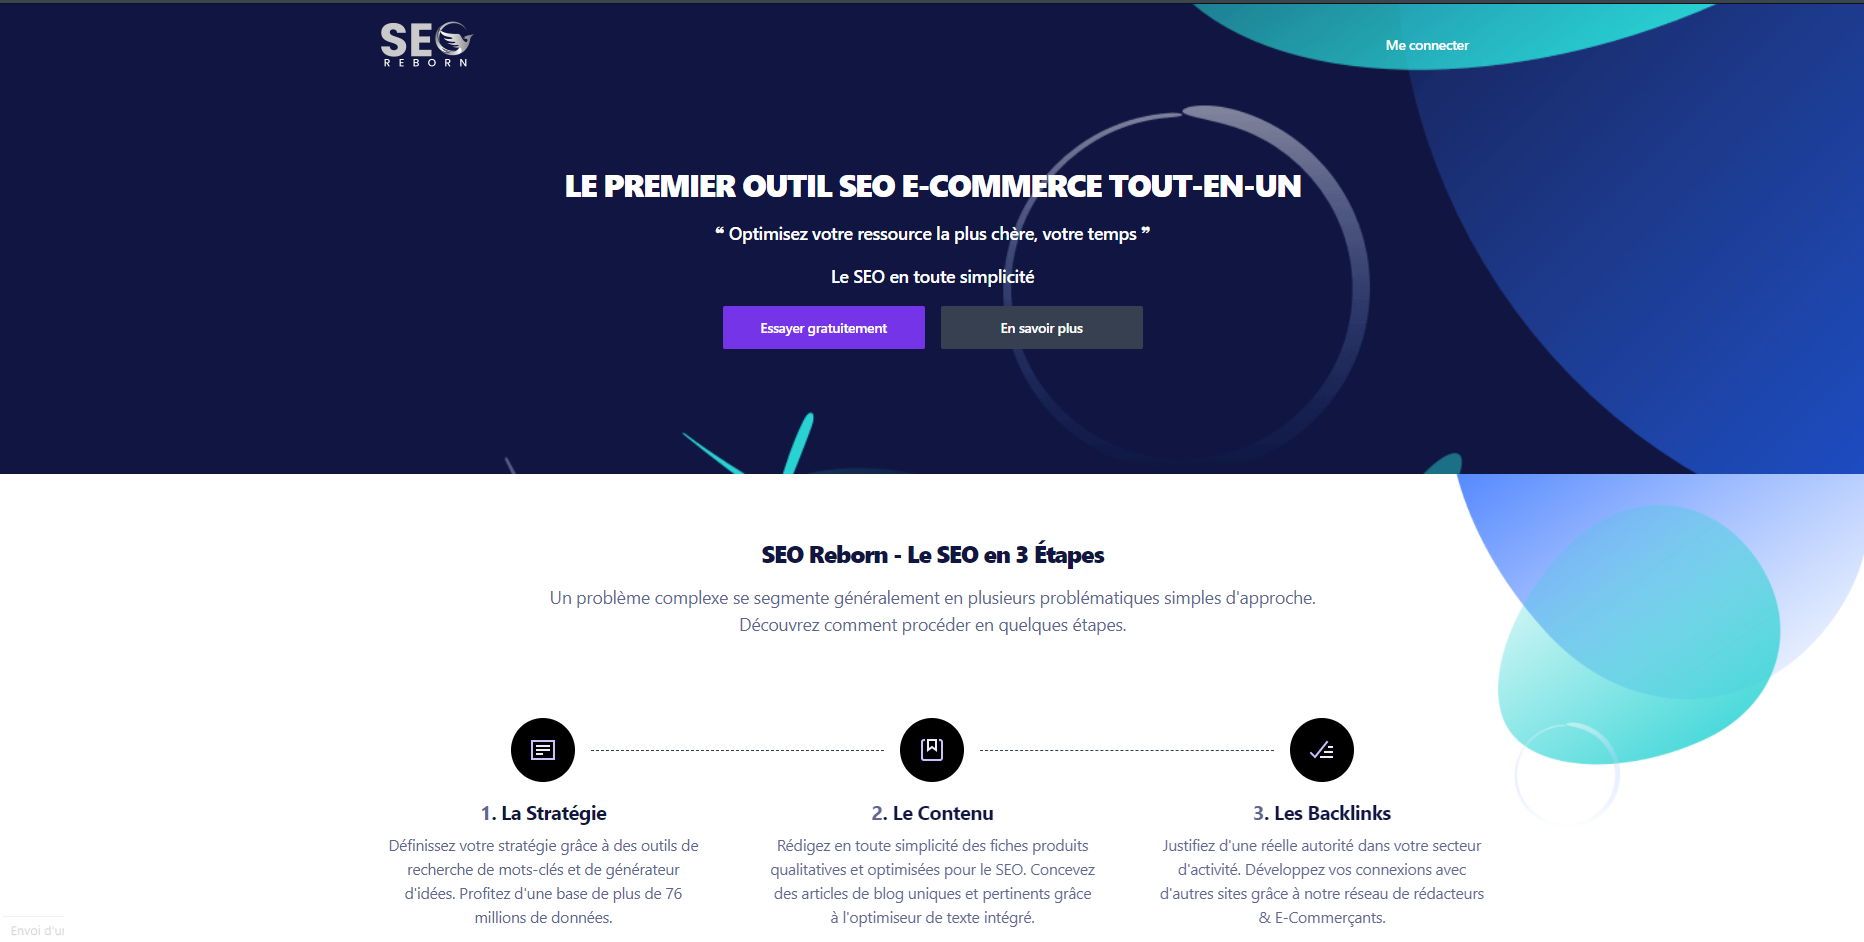 SEO
REBORN
Me connecter
LE PREMIER OUTIL SEO E-COMMERCE TOUT-EN-UN
❝ Optimisez votre ressource la plus chère, votre temps ❞
Le SEO en toute simplicité
Essayer gratuitement
En savoir plus
SEO Reborn - Le SEO en 3 Étapes
Un problème complexe se segmente généralement en plusieurs problématiques simples d'approche.
Découvrez comment procéder en quelques étapes.
1. La Stratégie
Définissez votre stratégie grâce à des outils de
recherche de mots-clés et de générateur
d'idées. Profitez d'une base de plus de 76
millions de données.
2. Le Contenu
Rédigez en toute simplicité des fiches produits
qualitatives et optimisées pour le SEO. Concevez
des articles de blog uniques et pertinents grâce
à l'optimiseur de texte intégré.
3. Les Backlinks
Justifiez d'une réelle autorité dans votre secteur
d'activité. Développez vos connexions avec
d'autres sites grâce à notre réseau de rédacteurs
& E-Commerçants.
Envoi